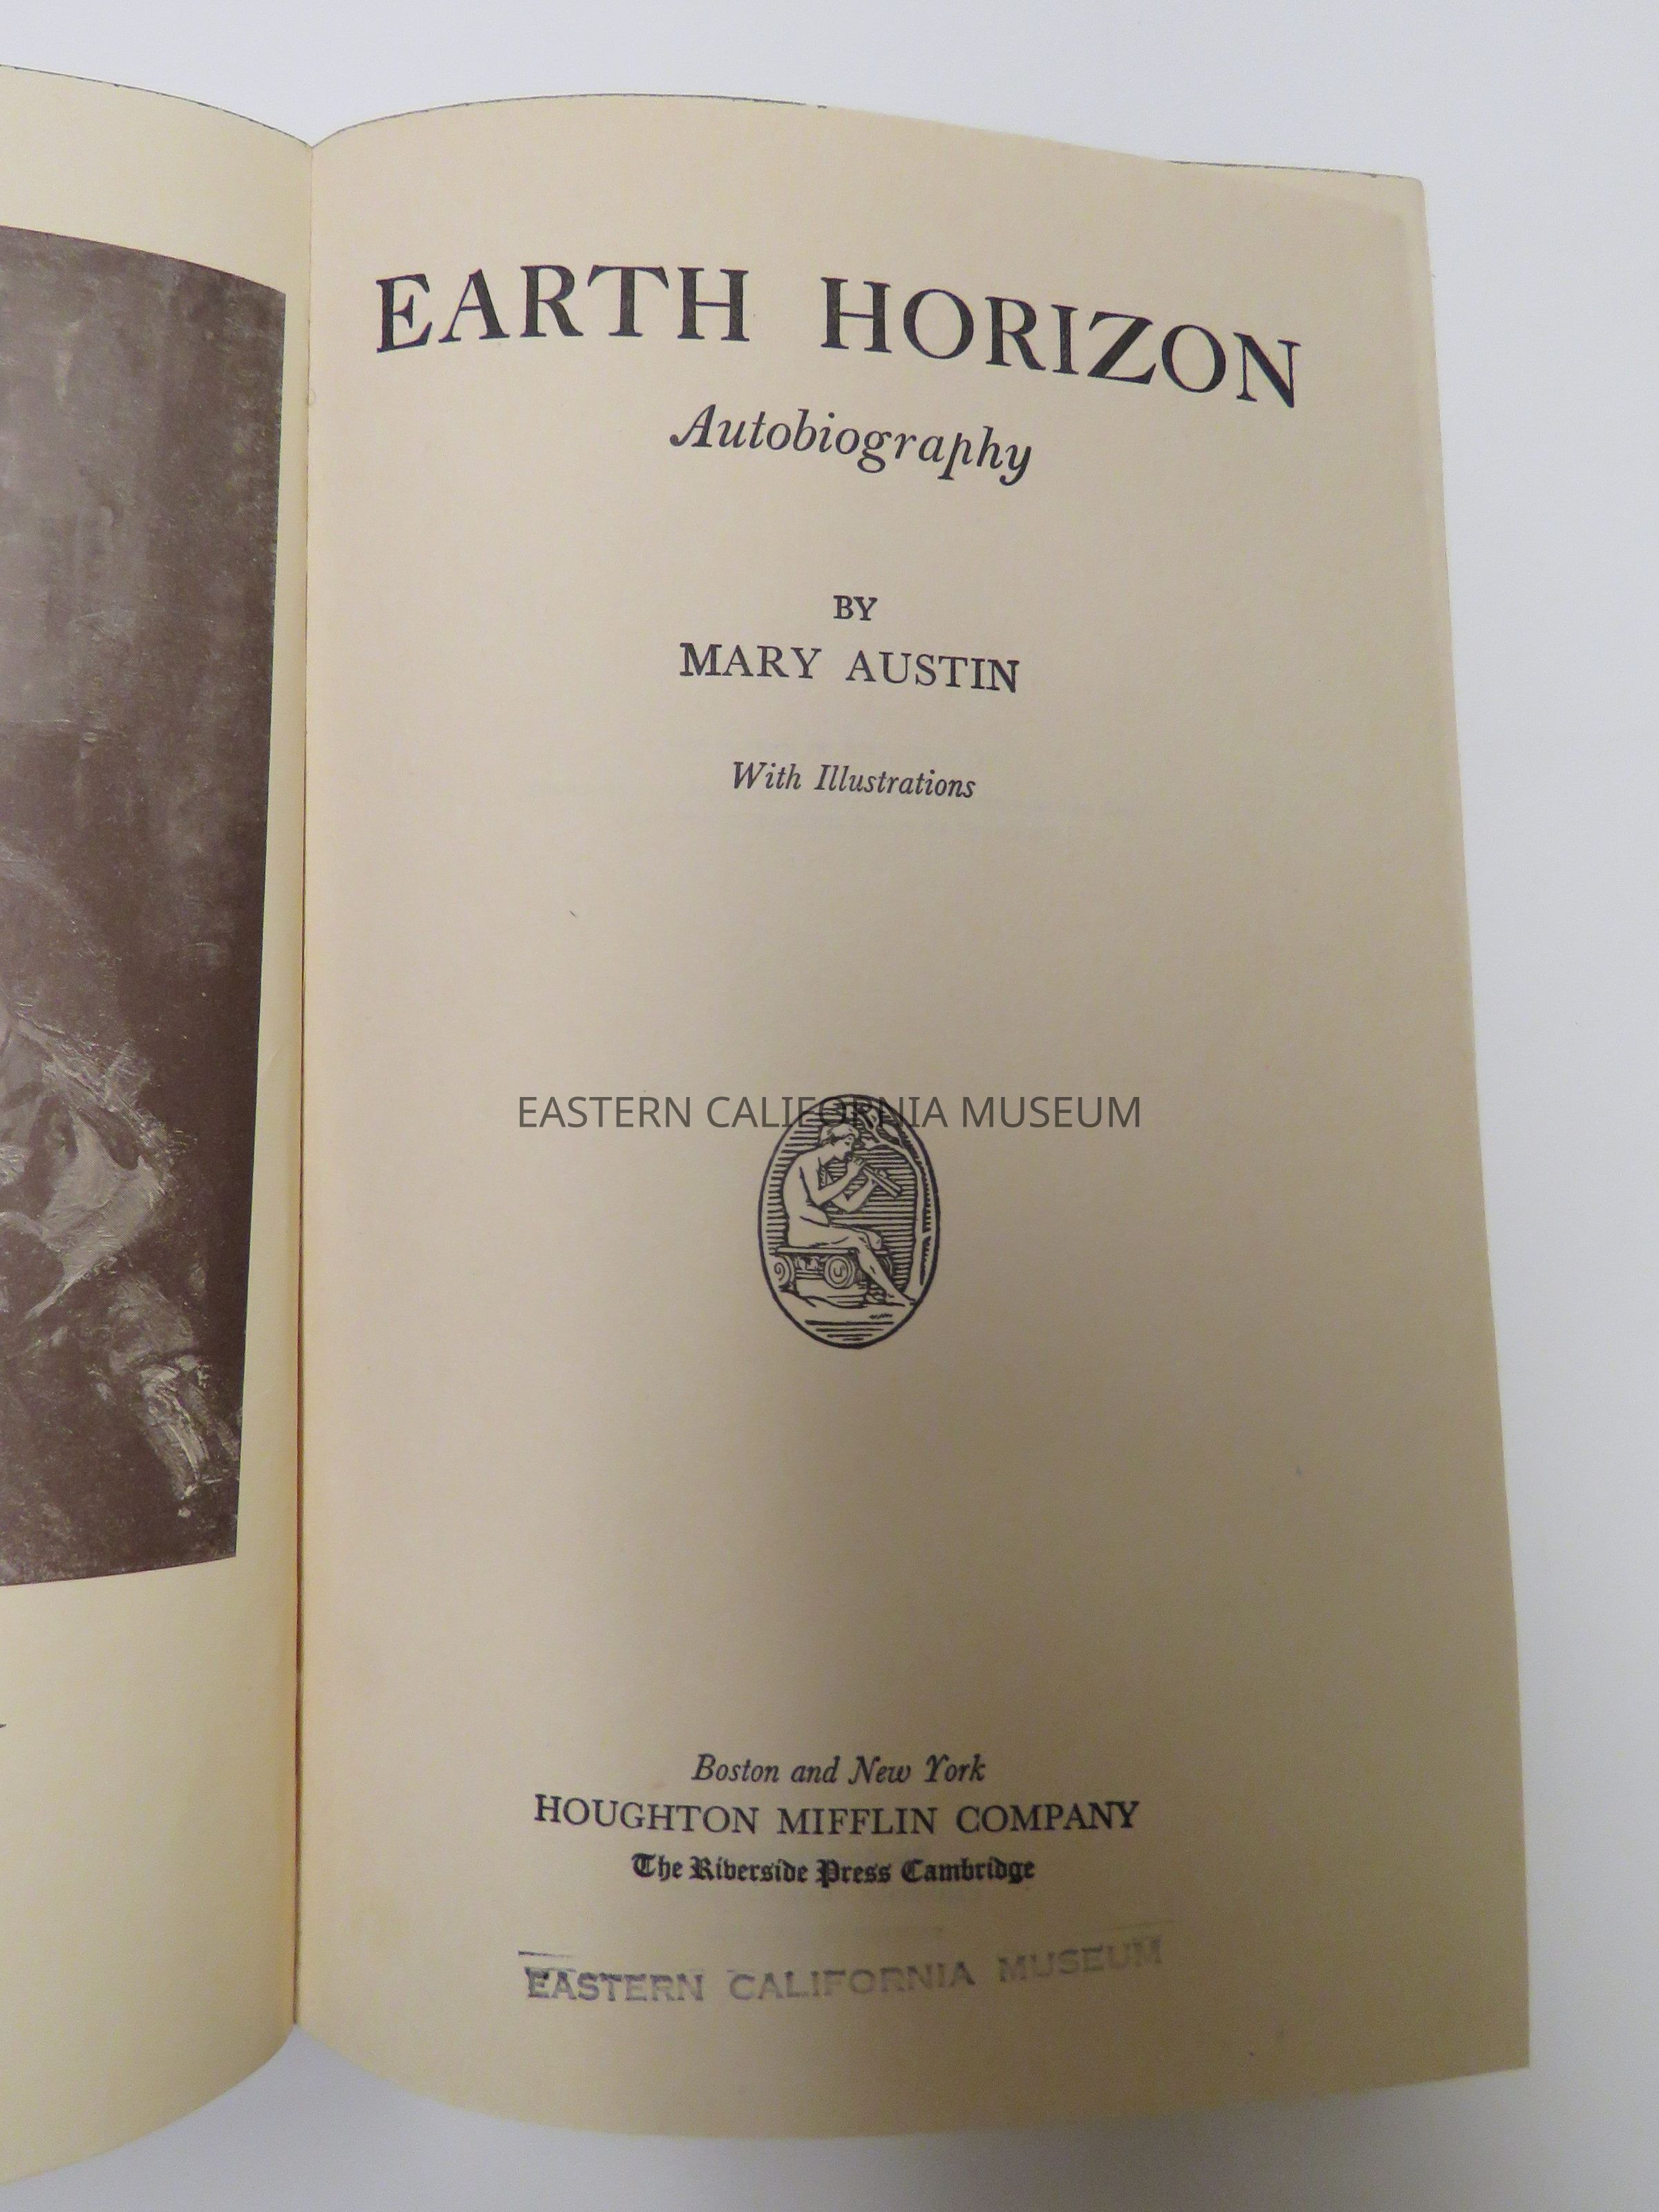 EARTH HORIZON
Autobiography
BY
MARY AUSTIN
With Illustrations
EASTERN CALIFORNIA MUSEUM
Boston and New York
HOUGHTON MIFFLIN COMPANY
The Riverside Press Cambridge
EASTERN CALIFORNIA MUSEUM